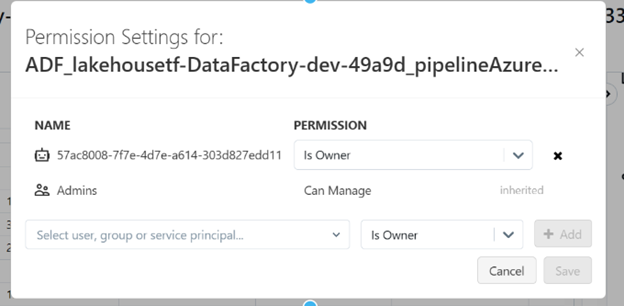 Permission Settings for:
ADF_lakehousetf-DataFactory-dev-49a9d_pipelineAzure...
×
NAME PERMISSION
57ac8008-7f7e-4d7e-a614-303d827edd11 Is Owner
Admins Can Manage inherited
Select user, group or service principal... Is Owner + Add
Cancel Save